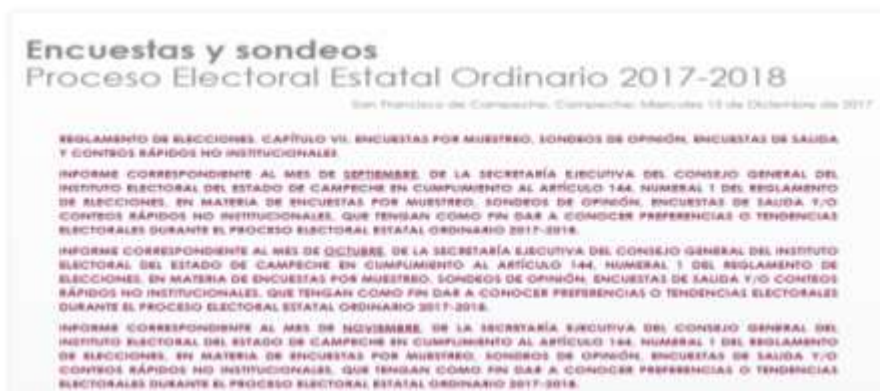 Encuestas y sondeos
Proceso Electoral Estatal Ordinario 2017-2018
San Francisco de Campeche, Campeche; Miércoles 13 de Diciembre de 2017
REGLAMENTO DE ELECCIONES. CAPÍTULO VII. ENCUESTAS POR MUESTREO, SONDEOS DE OPINIÓN, ENCUESTAS DE SALIDA
Y CONTEOS RÁPIDOS NO INSTITUCIONALES
INFORME CORRESPONDIENTE AL MES DE SEPTIEMBRE, DE LA SECRETARÍA EJECUTIVA DEL CONSEJO GENERAL DEL
INSTITUTO ELECTORAL DEL ESTADO DE CAMPECHE EN CUMPLIMIENTO AL ARTÍCULO 144, NUMERAL 1 DEL REGLAMENTO
DE ELECCIONES, EN MATERIA DE ENCUESTAS POR MUESTREO, SONDEOS DE OPINIÓN, ENCUESTAS DE SALIDA Y/O
CONTEOS RÁPIDOS NO INSTITUCIONALES, QUE TENGAN COMO FIN DAR A CONOCER PREFERENCIAS O TENDENCIAS
ELECTORALES DURANTE EL PROCESO ELECTORAL ESTATAL ORDINARIO 2017-2018.
INFORME CORRESPONDIENTE AL MES DE OCTUBRE, DE LA SECRETARÍA EJECUTIVA DEL CONSEJO GENERAL DEL INSTITUTO
ELECTORAL DEL ESTADO DE CAMPECHE EN CUMPLIMIENTO AL ARTÍCULO 144, NUMERAL 1 DEL REGLAMENTO DE
ELECCIONES, EN MATERIA DE ENCUESTAS POR MUESTREO, SONDEOS DE OPINIÓN, ENCUESTAS DE SALIDA Y/O CONTEOS
RÁPIDOS NO INSTITUCIONALES, QUE TENGAN COMO FIN DAR A CONOCER PREFERENCIAS O TENDENCIAS ELECTORALES
DURANTE EL PROCESO ELECTORAL ESTATAL ORDINARIO 2017-2018.
INFORME CORRESPONDIENTE AL MES DE NOVIEMBRE, DE LA SECRETARÍA EJECUTIVA DEL CONSEJO GENERAL DEL
INSTITUTO ELECTORAL DEL ESTADO DE CAMPECHE EN CUMPLIMIENTO AL ARTÍCULO 144, NUMERAL 1 DEL REGLAMENTO
DE ELECCIONES, EN MATERIA DE ENCUESTAS POR MUESTREO, SONDEOS DE OPINIÓN, ENCUESTAS DE SALIDA Y/O
CONTEOS RÁPIDOS NO INSTITUCIONALES, QUE TENGAN COMO FIN DAR A CONOCER PREFERENCIAS O TENDENCIAS
ELECTORALES DURANTE EL PROCESO ELECTORAL ESTATAL ORDINARIO 2017-2018.